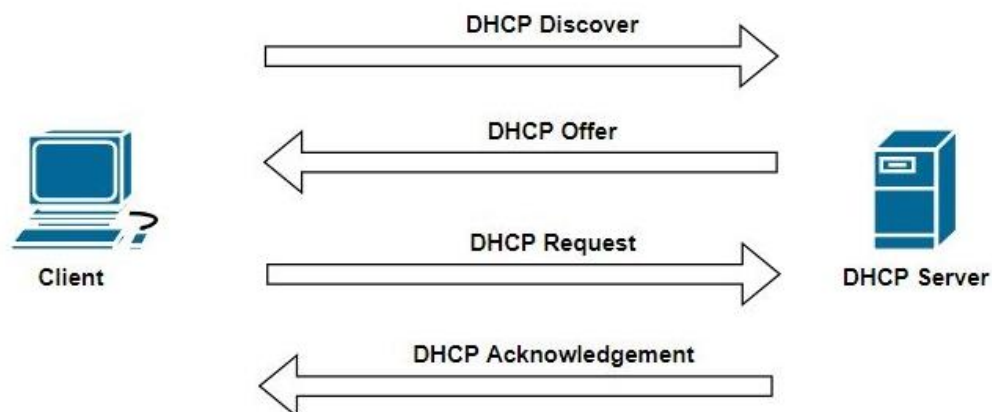 DHCP Discover
DHCP Offer
DHCP Request
Client
DHCP Server
DHCP Acknowledgement